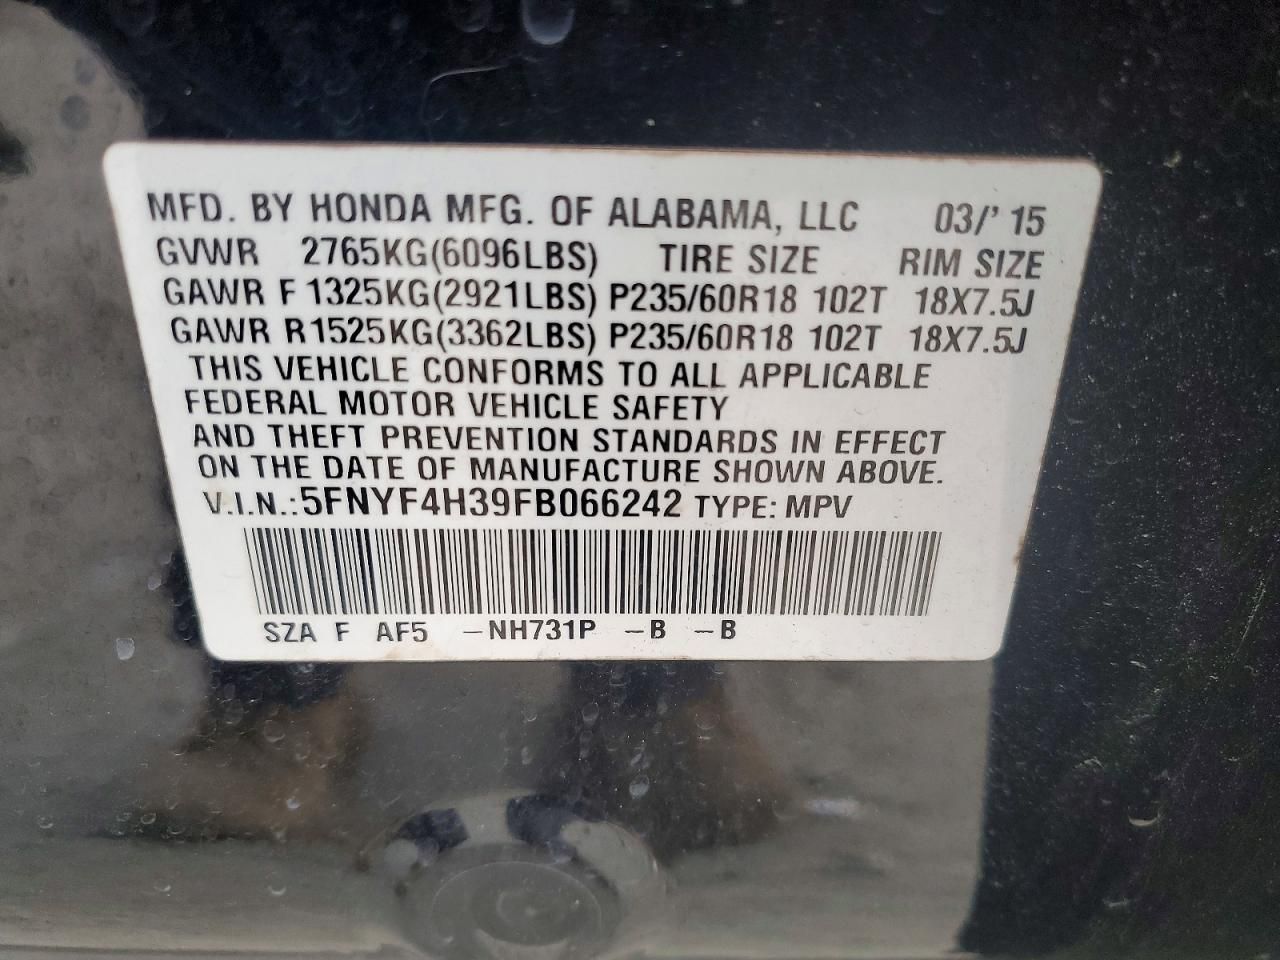 MFD. BY HONDA MFG. OF ALABAMA, LLC 03/'15
GVWR 2765KG(6096LBS) TIRE SIZE RIM SIZE
GAWR F 1325KG(2921LBS) P235/60R18 102T 18X7.5J
GAWR R 1525KG(3362LBS) P235/60R18 102T 18X7.5J
THIS VEHICLE CONFORMS TO ALL APPLICABLE
FEDERAL MOTOR VEHICLE SAFETY
AND THEFT PREVENTION STANDARDS IN EFFECT
ON THE DATE OF MANUFACTURE SHOWN ABOVE.
V.I.N.:5FNYF4H39FB066242 TYPE: MPV
SZA F AF5 -NH731P -B -B